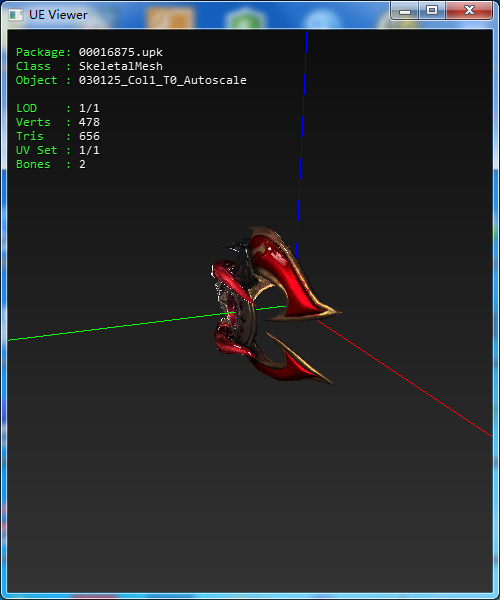 UE Viewer
Package: 00016875.upk
Class : SkeletalMesh
Object : 030125_Col1_T0_Autoscale
LOD : 1/1
Verts : 478
Tris : 656
UV Set : 1/1
Bones : 2